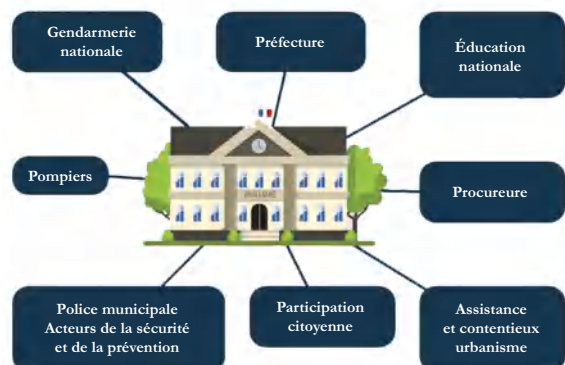 Gendarmerie
nationale
Préfecture
Éducation
nationale
Pompiers
MAIRIE
Procureure
Police municipale
Acteurs de la sécurité
et de la prévention
Participation
citoyenne
Assistance
et contentieux
urbanisme